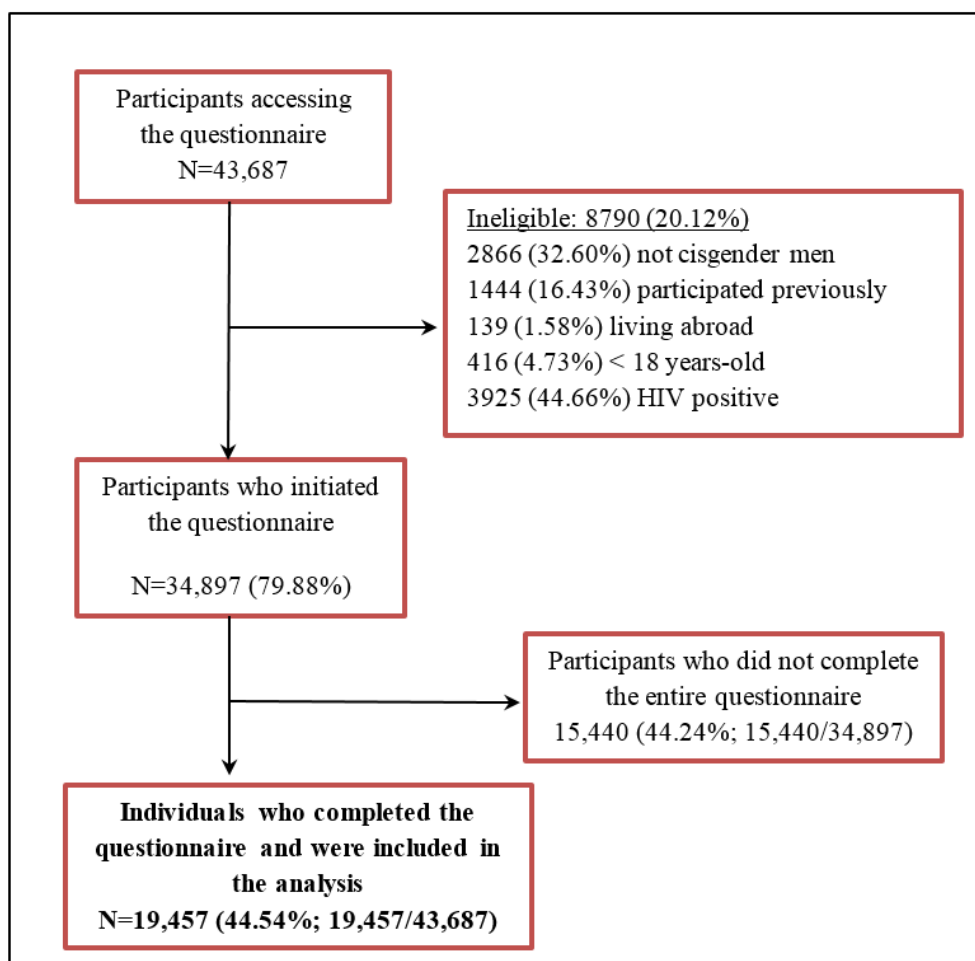 Participants accessing
the questionnaire
N=43,687
Ineligible: 8790 (20.12%)
2866 (32.60%) not cisgender men
1444 (16.43%) participated previously
139 (1.58%) living abroad
416 (4.73%) < 18 years-old
3925 (44.66%) HIV positive
Participants who initiated
the questionnaire
N=34,897 (79.88%)
Participants who did not complete
the entire questionnaire
15,440 (44.24%; 15,440/34,897)
Individuals who completed the
questionnaire and were included in
the analysis
N=19,457 (44.54%; 19,457/43,687)